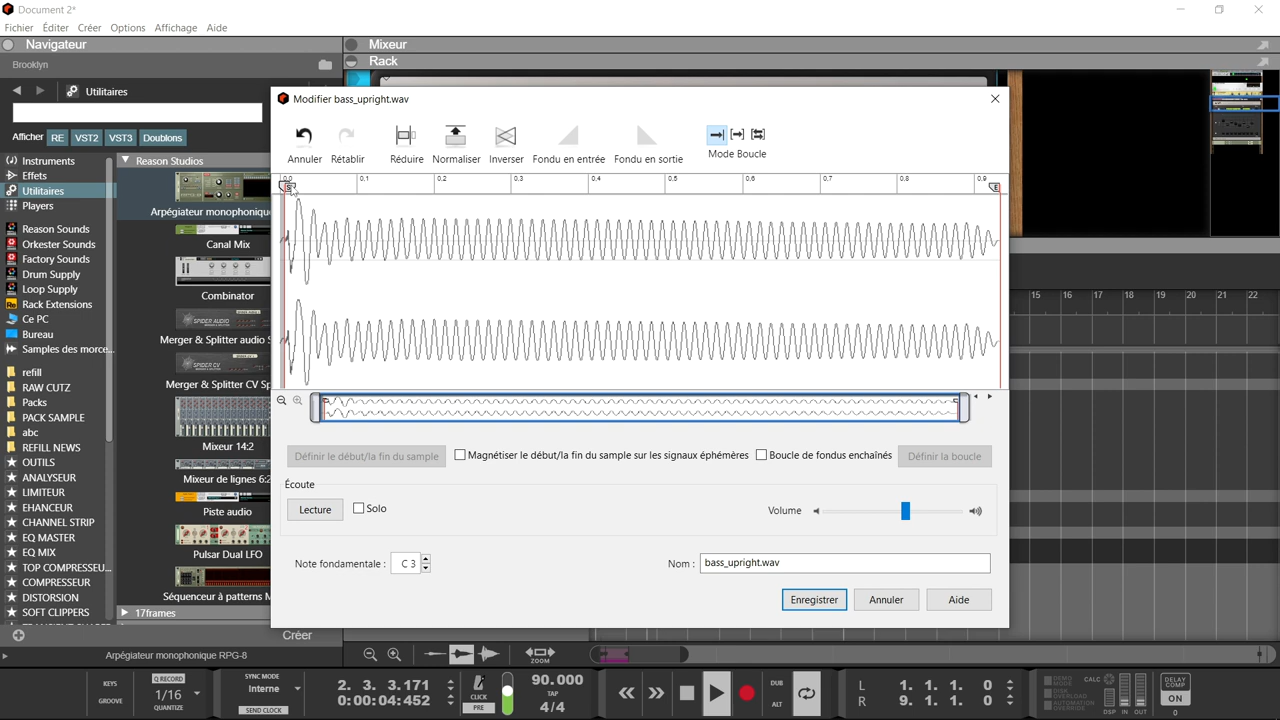 Document 2*
Fichier Éditer Créer Options Affichage Aide
Navigateur
Mixeur
Brooklyn
Rack
Utilitaires
Modifier bass_upright.wav
Afficher RE VST2 VST3 Doublons
Annuler Rétablir Réduire Normaliser Inverser Fondu en entrée Fondu en sortie Mode Boucle
Instruments
Effets
Utilitaires
Players
Reason Sounds
Orkester Sounds
Factory Sounds
Drum Supply
Loop Supply
Rack Extensions
Ce PC
Bureau
Samples des morce...
refill
RAW CUTZ
Packs
PACK SAMPLE
abc
REFILL NEWS
OUTILS
ANALYSEUR
LIMITEUR
EHANCEUR
CHANNEL STRIP
EQ MASTER
EQ MIX
TOP COMPRESSEU...
COMPRESSEUR
DISTORSION
SOFT CLIPPERS
Reason Studios
Arpégiateur monophonique
Canal Mix
Combinator
Merger & Splitter audio S
Merger & Splitter CV Sp
Mixeur 14:2
Mixeur de lignes 6:2
Piste audio
Pulsar Dual LFO
Séquenceur à patterns M
17frames
Créer
Arpégiateur monophonique RPG-8
0,0 0,1 0,2 0,3 0,4 0,5 0,6 0,7 0,8 0,9
S E
15 16 17 18 19 20 21 22
Définir le début/la fin du sample Magnétiser le début/la fin du sample sur les signaux éphémères Boucle de fondus enchaînés Définir la boucle
Écoute
Lecture Solo Volume
Note fondamentale : C 3 Nom : bass_upright.wav
Enregistrer Annuler Aide
ZOOM
KEYS
GROOVE
Q RECORD
1/16
QUANTIZE
SYNC MODE
Interne
SEND CLOCK
2. 3. 3.171
0:00:04:452
CLICK
PRE
90.000
TAP
4/4
DUB
ALT
L 1. 1. 1. 0
R 9. 1. 1. 0
DEMO MODE
DISK OVERLOAD
AUTOMATION OVERRIDE
CALC
DSP IN OUT
DELAY COMP
ON
0